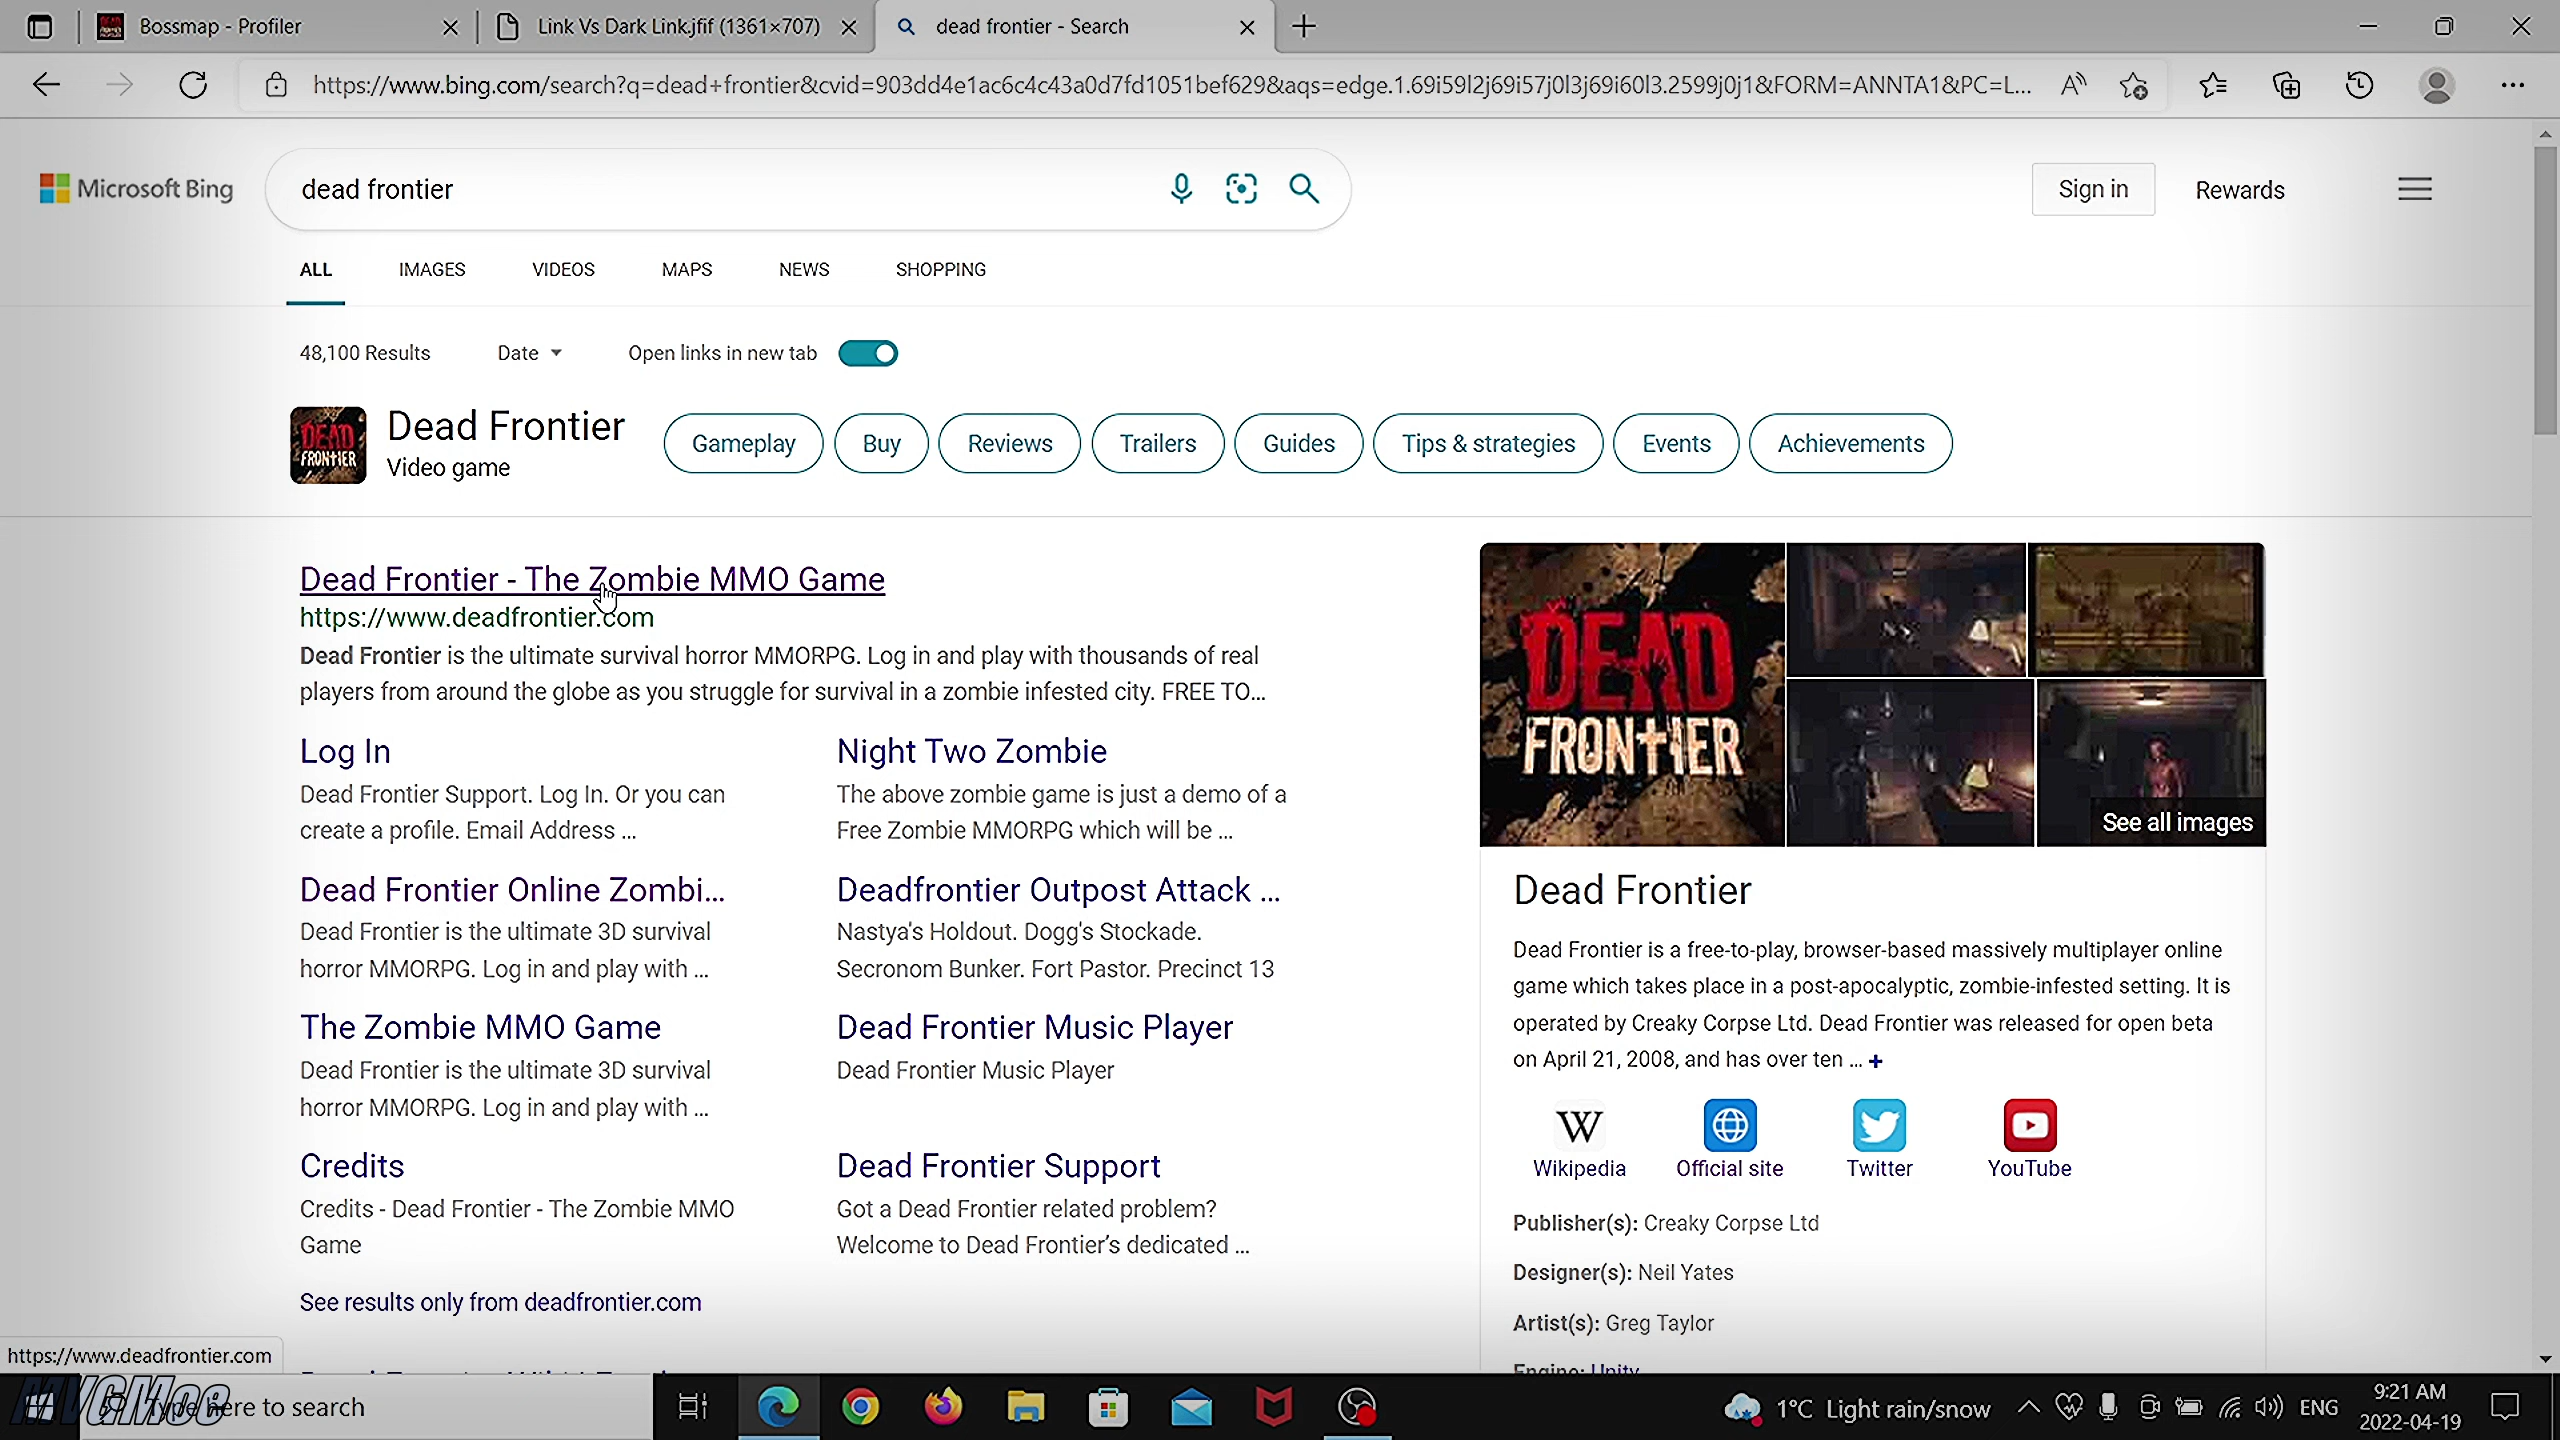 Bossmap - Profiler
Link Vs Dark Link.jfif (1361×707)
dead frontier - Search
https://www.bing.com/search?q=dead+frontier&cvid=903dd4e1ac6c4c43a0d7fd1051bef629&aqs=edge.1.69i59l2j69i57j0l3j69i60l3.2599j0j1&FORM=ANNTA1&PC=L...
Microsoft Bing
dead frontier
Sign in
Rewards
ALL
IMAGES
VIDEOS
MAPS
NEWS
SHOPPING
48,100 Results
Date
Open links in new tab
DEAD
FRONTIER
Dead Frontier
Video game
Gameplay
Buy
Reviews
Trailers
Guides
Tips & strategies
Events
Achievements
Dead Frontier - The Zombie MMO Game
https://www.deadfrontier.com
Dead Frontier is the ultimate survival horror MMORPG. Log in and play with thousands of real
players from around the globe as you struggle for survival in a zombie infested city. FREE TO...
Log In
Dead Frontier Support. Log In. Or you can
create a profile. Email Address ...
Night Two Zombie
The above zombie game is just a demo of a
Free Zombie MMORPG which will be ...
Dead Frontier Online Zombi...
Dead Frontier is the ultimate 3D survival
horror MMORPG. Log in and play with ...
Deadfrontier Outpost Attack ...
Nastya's Holdout. Dogg's Stockade.
Secronom Bunker. Fort Pastor. Precinct 13
The Zombie MMO Game
Dead Frontier is the ultimate 3D survival
horror MMORPG. Log in and play with ...
Dead Frontier Music Player
Dead Frontier Music Player
Credits
Credits - Dead Frontier - The Zombie MMO
Game
Dead Frontier Support
Got a Dead Frontier related problem?
Welcome to Dead Frontier's dedicated ...
See results only from deadfrontier.com
DEAD
FRONTIER
See all images
Dead Frontier
Dead Frontier is a free-to-play, browser-based massively multiplayer online
game which takes place in a post-apocalyptic, zombie-infested setting. It is
operated by Creaky Corpse Ltd. Dead Frontier was released for open beta
on April 21, 2008, and has over ten ... +
Wikipedia
Official site
Twitter
YouTube
Publisher(s): Creaky Corpse Ltd
Designer(s): Neil Yates
Artist(s): Greg Taylor
Engine: Unity
https://www.deadfrontier.com
MVGMoe
here to search
1°C Light rain/snow
ENG
9:21 AM
2022-04-19